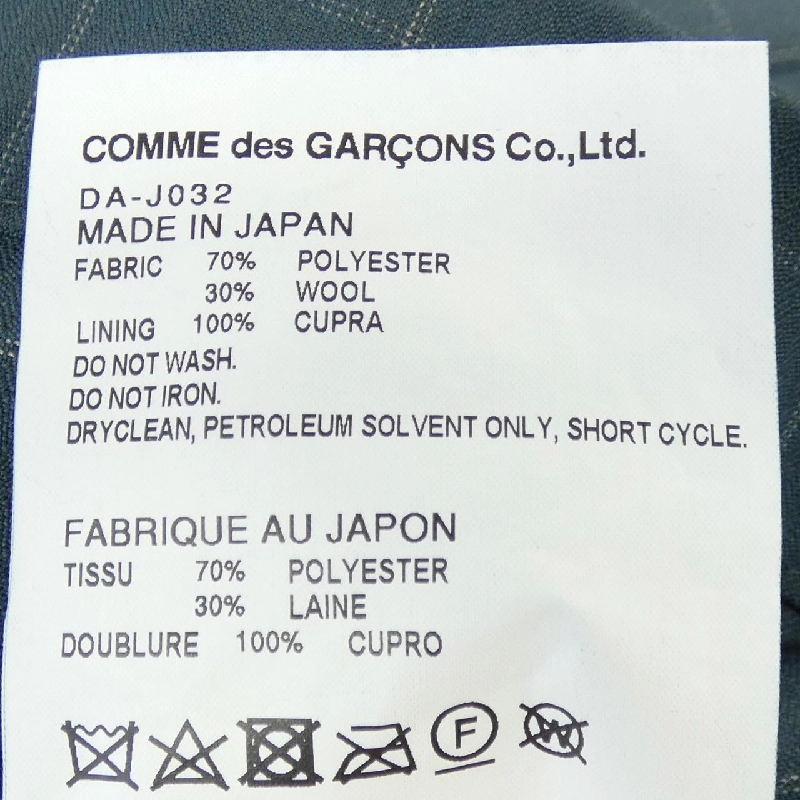 COMME des GARÇONS Co.,Ltd.
DA-J032
MADE IN JAPAN
FABRIC 70% POLYESTER
30% WOOL
LINING 100% CUPRA
DO NOT WASH.
DO NOT IRON.
DRYCLEAN, PETROLEUM SOLVENT ONLY, SHORT CYCLE.
FABRIQUE AU JAPON
TISSU 70% POLYESTER
30% LAINE
DOUBLURE 100% CUPRO
F W